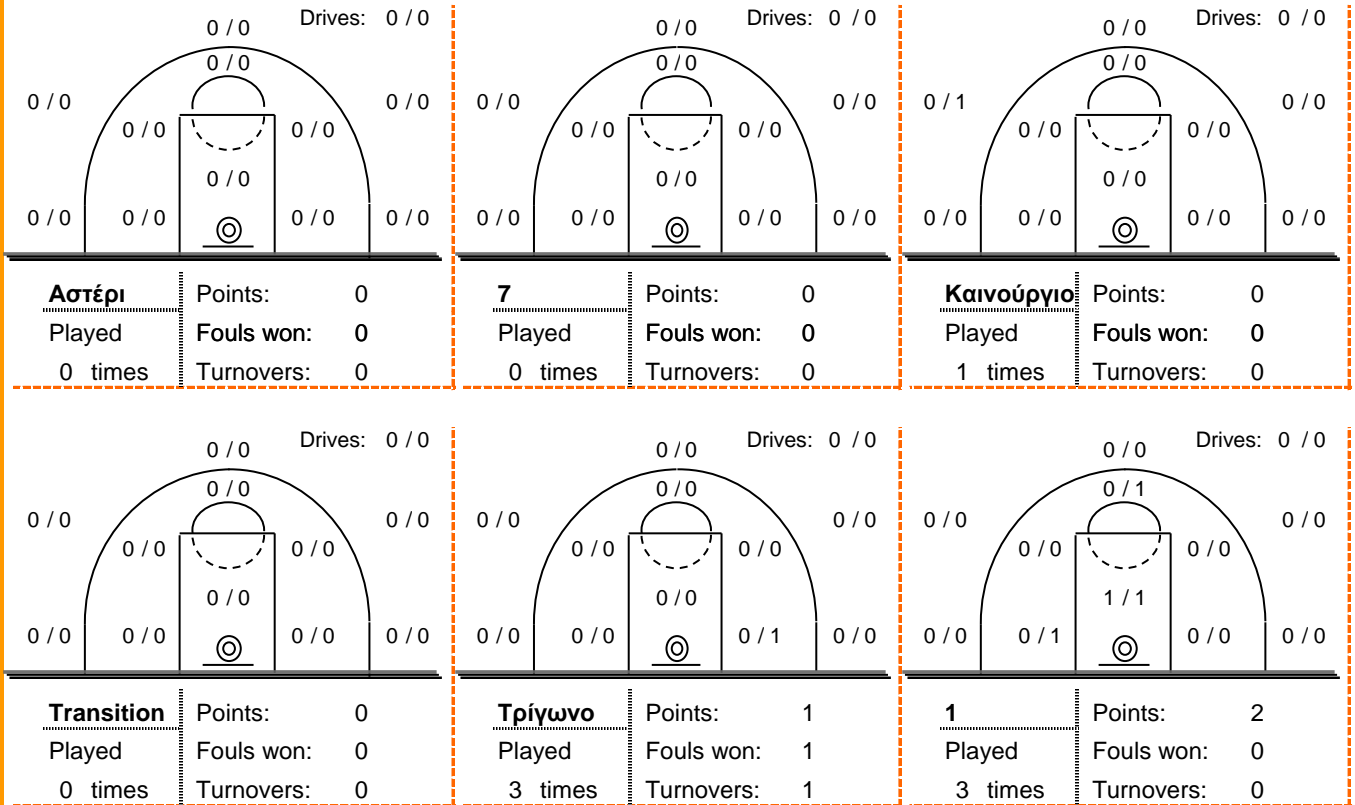 Drives: 0 / 0
0 / 0
0 / 0
0 / 0 0 / 0
0 / 0 0 / 0
0 / 0
0 / 0 0 / 0 0 / 0 0 / 0
Αστέρι Points: 0
Played Fouls won: 0
0 times Turnovers: 0
Drives: 0 / 0
0 / 0
0 / 0
0 / 0 0 / 0
0 / 0 0 / 0
0 / 0
0 / 0 0 / 0 0 / 0 0 / 0
7 Points: 0
Played Fouls won: 0
0 times Turnovers: 0
Drives: 0 / 0
0 / 0
0 / 0
0 / 1 0 / 0
0 / 0 0 / 0
0 / 0
0 / 0 0 / 0 0 / 0 0 / 0
Καινούργιο Points: 0
Played Fouls won: 0
1 times Turnovers: 0
Drives: 0 / 0
0 / 0
0 / 0
0 / 0 0 / 0
0 / 0 0 / 0
0 / 0
0 / 0 0 / 0 0 / 0 0 / 0
Transition Points: 0
Played Fouls won: 0
0 times Turnovers: 0
Drives: 0 / 0
0 / 0
0 / 0
0 / 0 0 / 0
0 / 0 0 / 0
0 / 0
0 / 0 0 / 0 0 / 1 0 / 0
Τρίγωνο Points: 1
Played Fouls won: 1
3 times Turnovers: 1
Drives: 0 / 0
0 / 0
0 / 1
0 / 0 0 / 0
0 / 0 0 / 0
1 / 1
0 / 0 0 / 1 0 / 0 0 / 0
1 Points: 2
Played Fouls won: 0
3 times Turnovers: 0